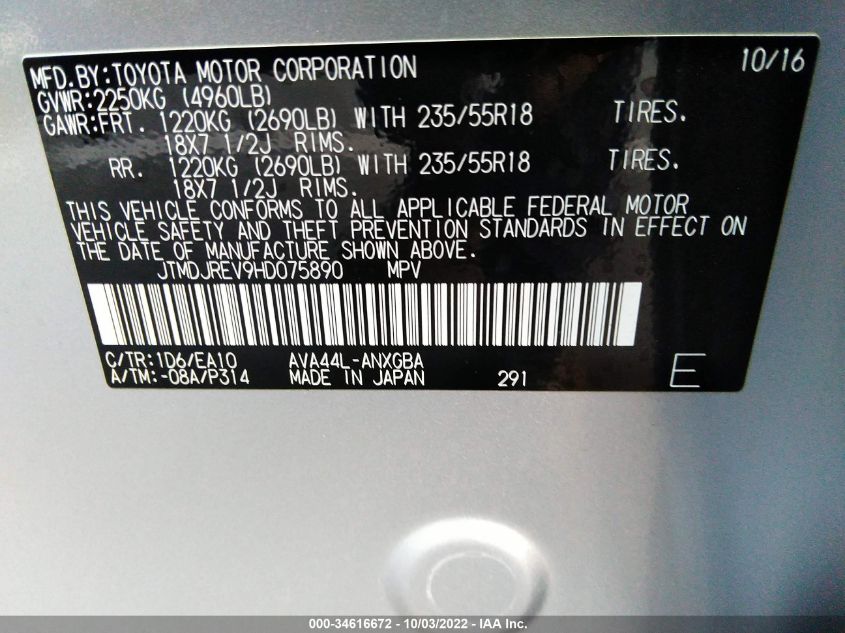 MFD.BY:TOYOTA MOTOR CORPORATION 10/16
GVWR:2250KG (4960LB)
GAWR:FRT. 1220KG (2690LB) WITH 235/55R18 TIRES.
18X7 1/2J RIMS.
RR. 1220KG (2690LB) WITH 235/55R18 TIRES.
18X7 1/2J RIMS.
THIS VEHICLE CONFORMS TO ALL APPLICABLE FEDERAL MOTOR
VEHICLE SAFETY AND THEFT PREVENTION STANDARDS IN EFFECT ON
THE DATE OF MANUFACTURE SHOWN ABOVE.
JTMDJREV9HD075890 MPV
C/TR:1D6/EA10 AVA44L-ANXGBA
A/TM:-08A/P314 MADE IN JAPAN 291 E
000-34616672 - 10/03/2022 - IAA Inc.